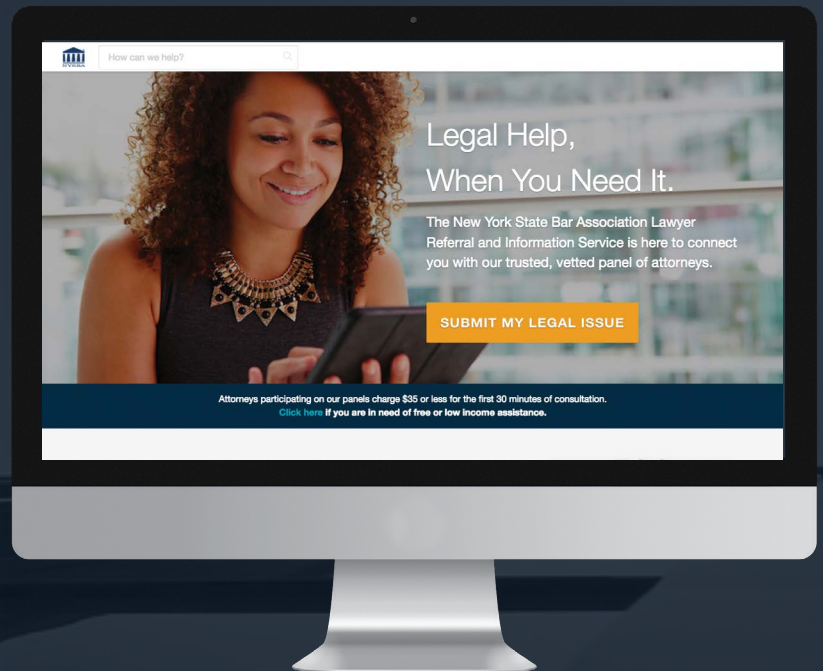 NYSBA
How can we help?
Legal Help,
When You Need It.
The New York State Bar Association Lawyer
Referral and Information Service is here to connect
you with our trusted, vetted panel of attorneys.
SUBMIT MY LEGAL ISSUE
Attorneys participating on our panels charge $35 or less for the first 30 minutes of consultation.
Click here if you are in need of free or low income assistance.